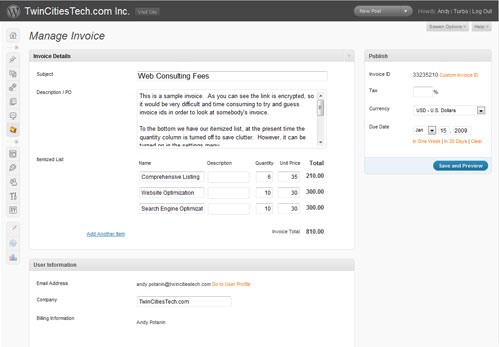 TwinCitiesTech.com Inc.
Visit Site
New Post
Howdy, Andy | Turbo | Log Out
Screen Options
Help
Manage Invoice
Invoice Details
Subject
Web Consulting Fees
Description / PO
This is a sample invoice. As you can see the link is encrypted, so
it would be very difficult and time consuming to try and guess
invoice ids in order to look at somebody's invoice.
To the bottom we have our itemized list, at the present time the
quantity column is turned off to save clutter. However, it can be
turned on in the settings menu
Itemized List
Name Description Quantity Unit Price Total
Comprehensive Listing 6 35 210.00
Website Optimization 10 30 300.00
Search Engine Optimizat 10 30 300.00
Add Another Item
Invoice Total: 810.00
User Information
Email Address
andy.potanin@twincitiestech.com Go to User Profile
Company
TwinCitiesTech.com
Billing Information
Andy Potanin
Publish
Invoice ID 33235210 Custom Invoice ID
Tax %
Currency USD - U.S. Dollars
Due Date Jan 15 , 2009
In One Week | In 30 Days | Clear
Save and Preview